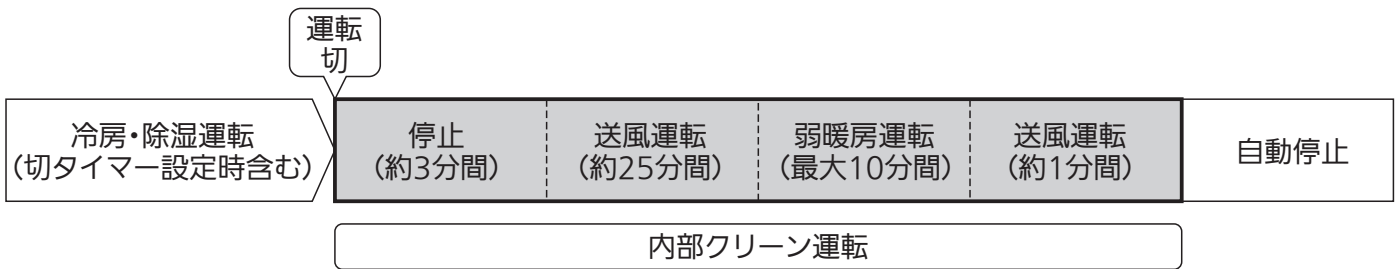 運転
切
冷房・除湿運転
(切タイマー設定時含む)
停止
(約3分間)
送風運転
(約25分間)
弱暖房運転
(最大10分間)
送風運転
(約1分間)
自動停止
内部クリーン運転